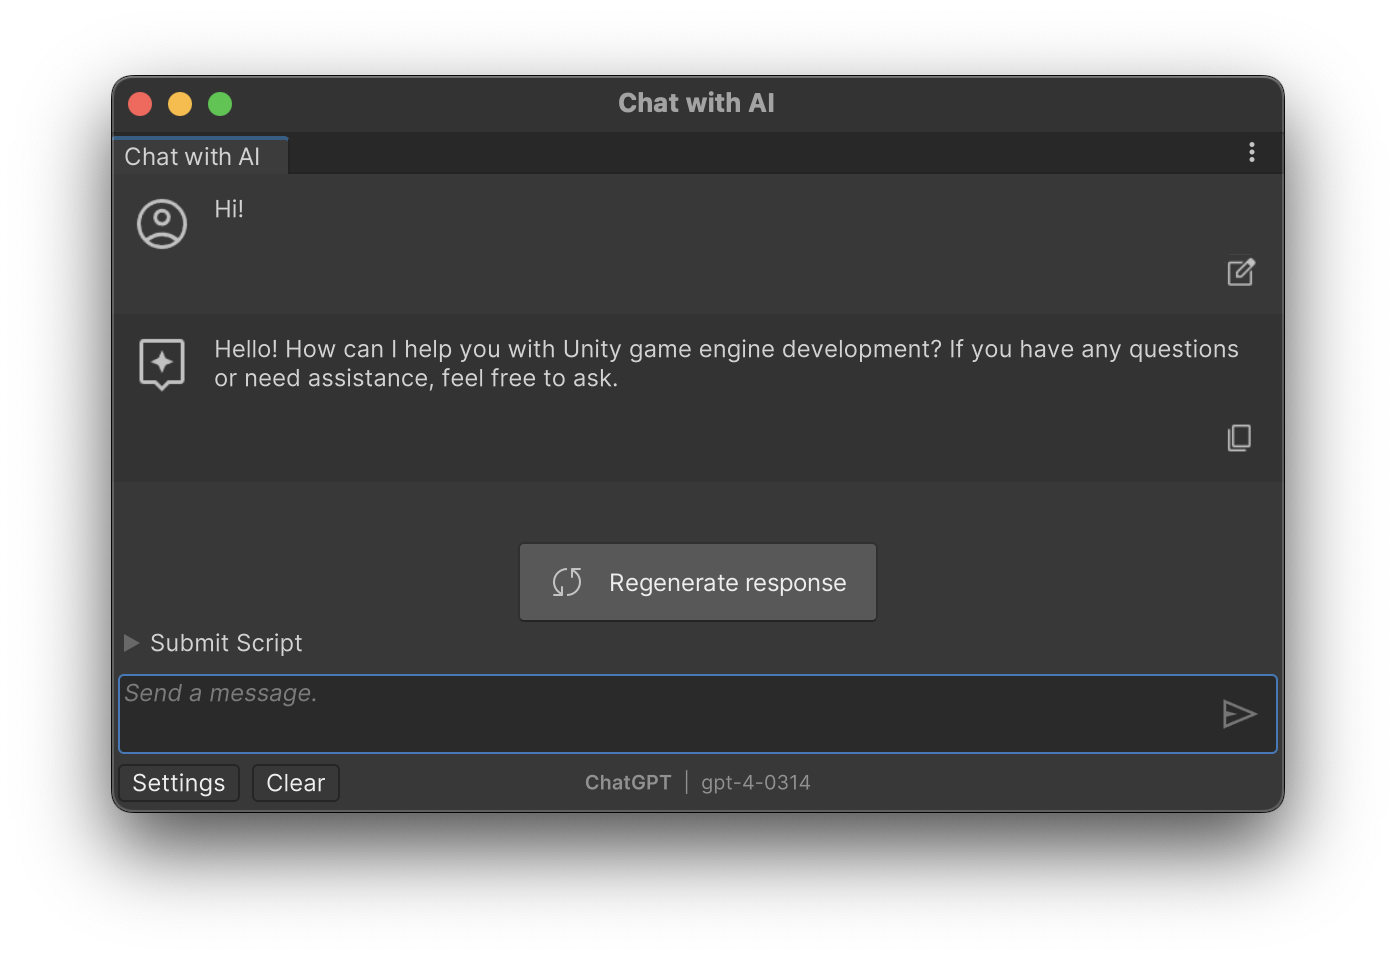 Chat with AI
Chat with AI
Hi!
Hello! How can I help you with Unity game engine development? If you have any questions
or need assistance, feel free to ask.
Regenerate response
Submit Script
Send a message.
Settings Clear ChatGPT | gpt-4-0314